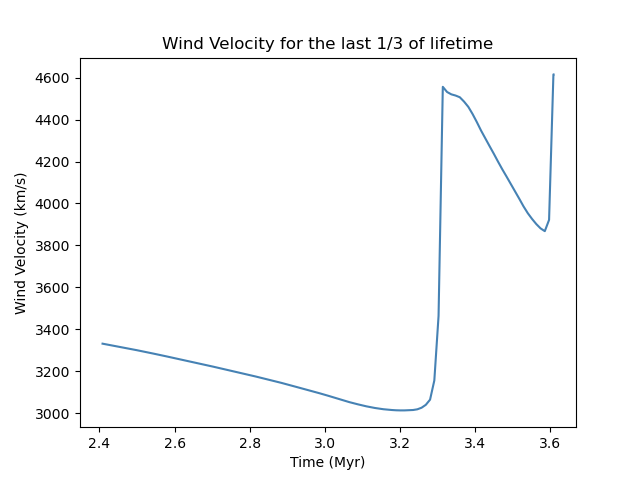 Wind Velocity for the last 1/3 of lifetime
Wind Velocity (km/s)
4600
4400
4200
4000
3800
3600
3400
3200
3000
2.4 2.6 2.8 3.0 3.2 3.4 3.6
Time (Myr)